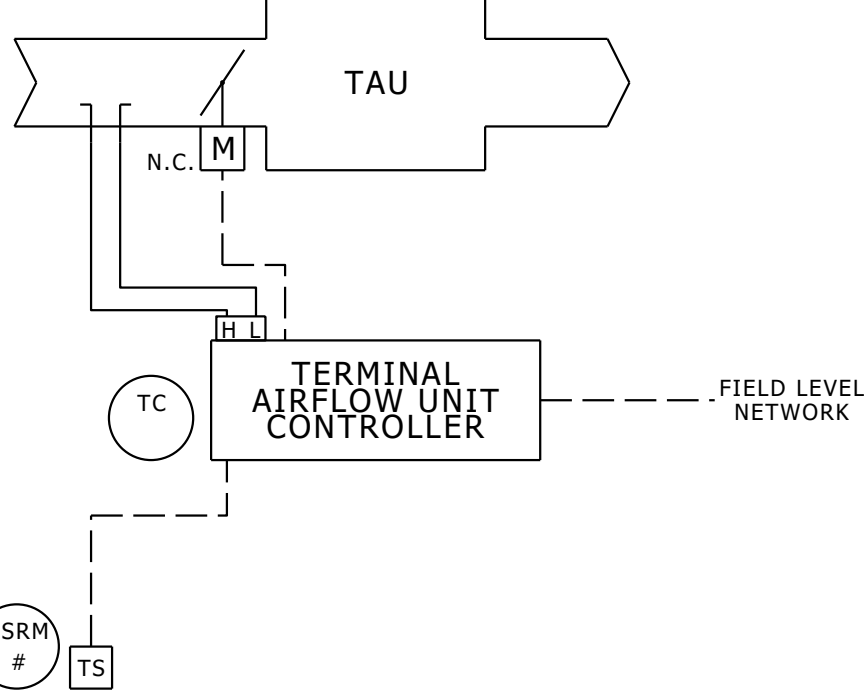 TAU
N.C.
M
H L
TERMINAL
AIRFLOW UNIT
CONTROLLER
TC
FIELD LEVEL
NETWORK
SRM
#
TS